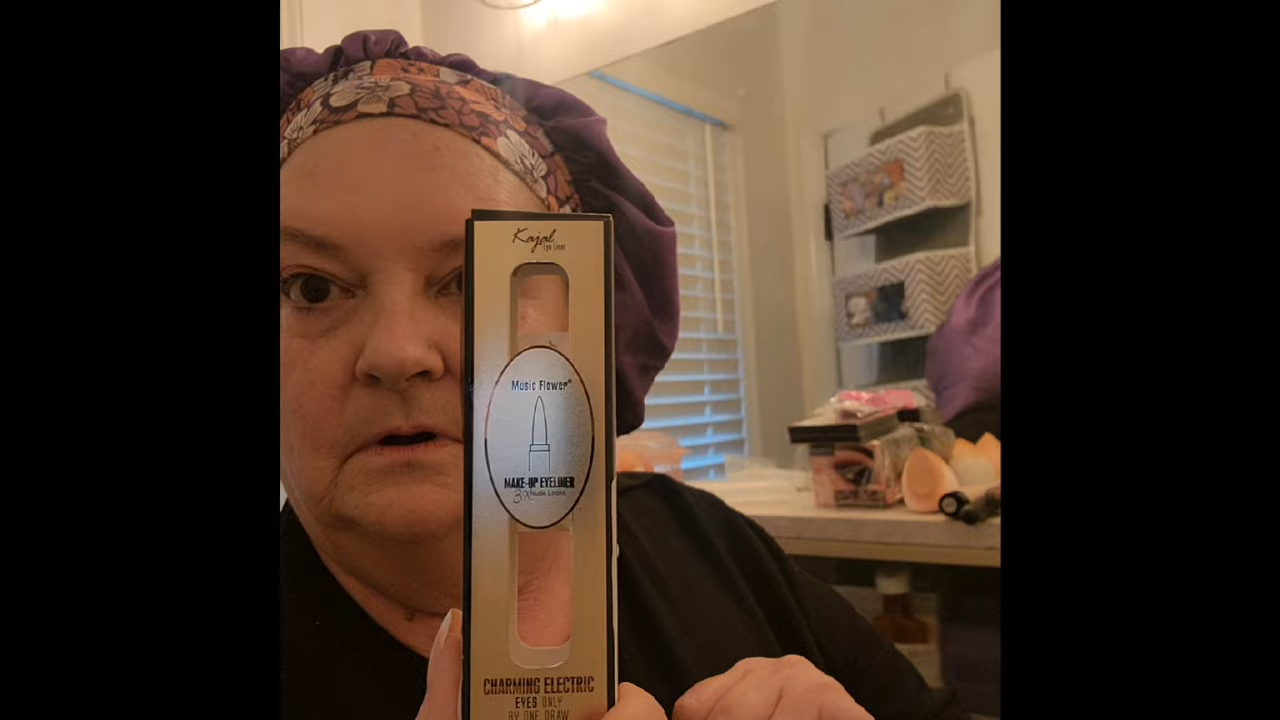 Kajal
Eye Liner
Music Flower®
MAKE-UP EYELINER
3X Nude Looks
CHARMING ELECTRIC
EYES ONLY
BY ONE DRAW